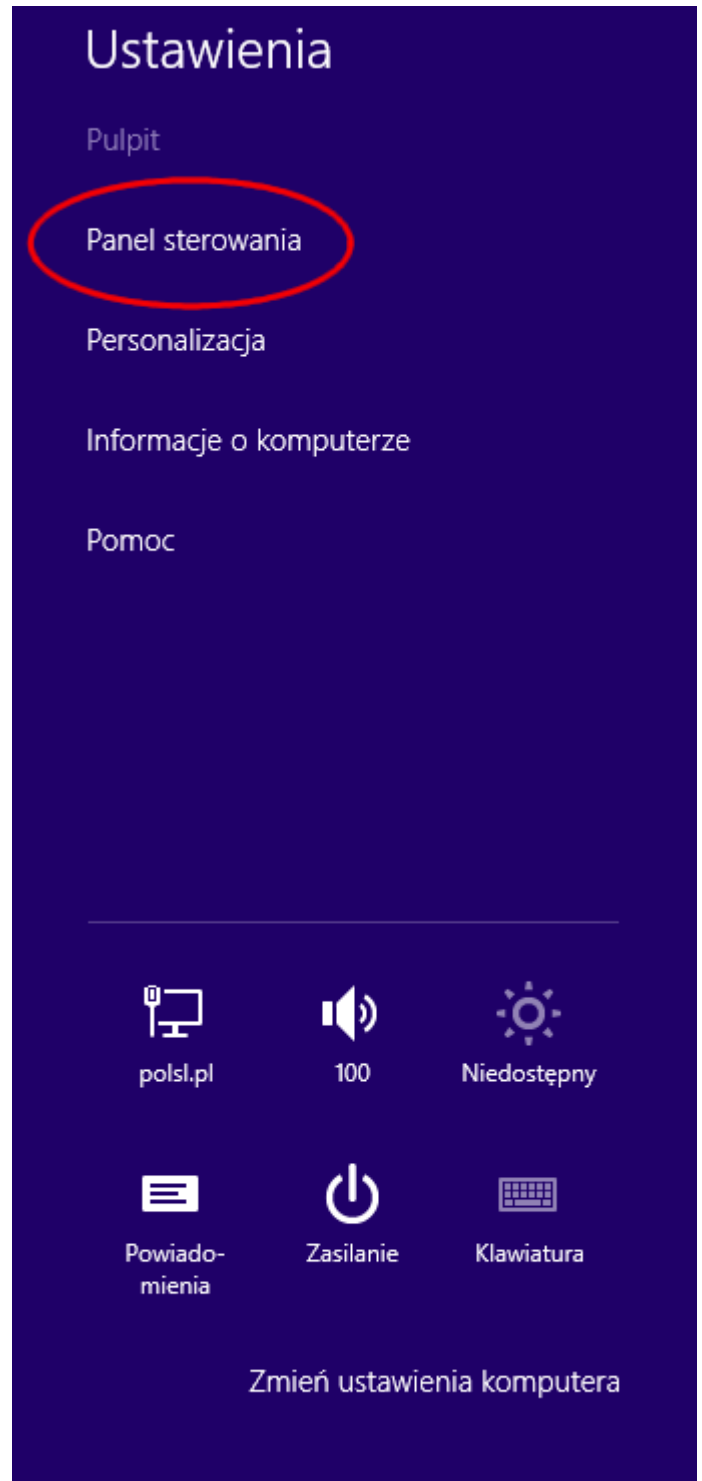 Ustawienia
Pulpit
Panel sterowania
Personalizacja
Informacje o komputerze
Pomoc
polsl.pl
100
Niedostępny
Powiado-
mienia
Zasilanie
Klawiatura
Zmień ustawienia komputera